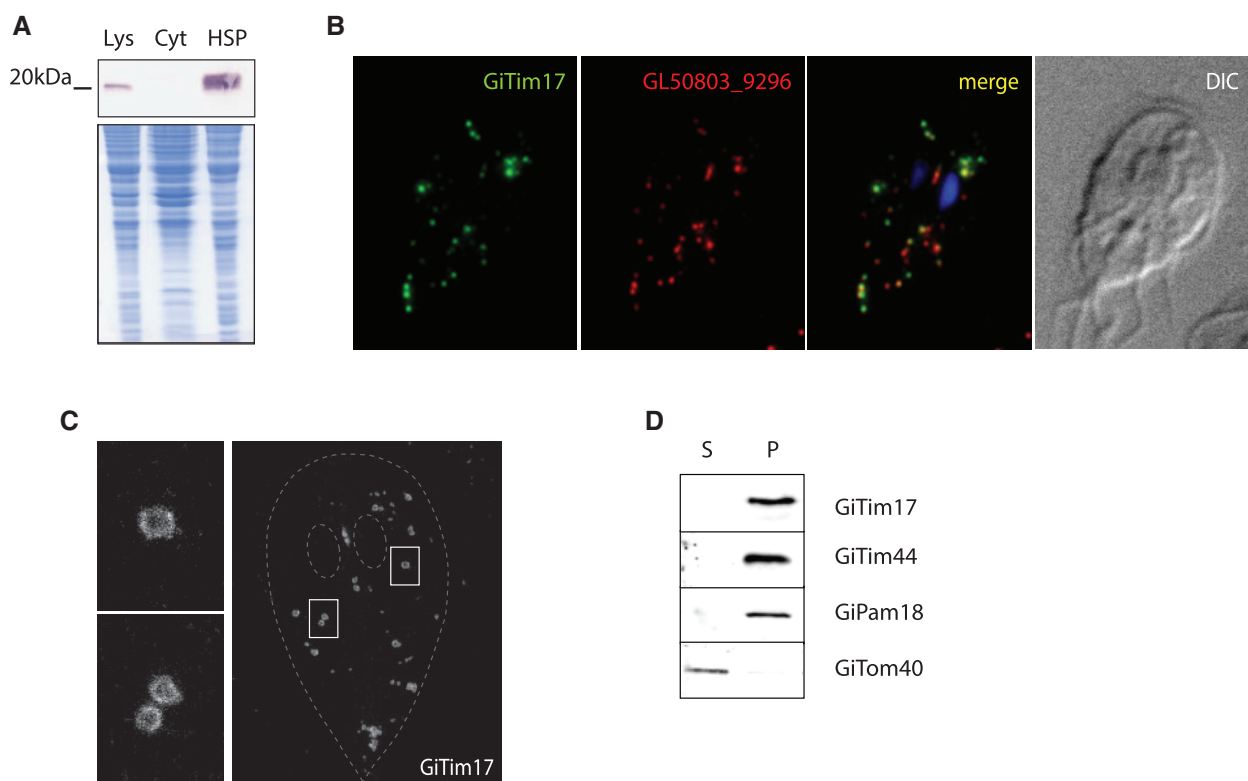 A
Lys Cyt HSP
20kDa
B
GiTim17
GL50803_9296
merge
DIC
C
GiTim17
D
S P
GiTim17
GiTim44
GiPam18
GiTom40